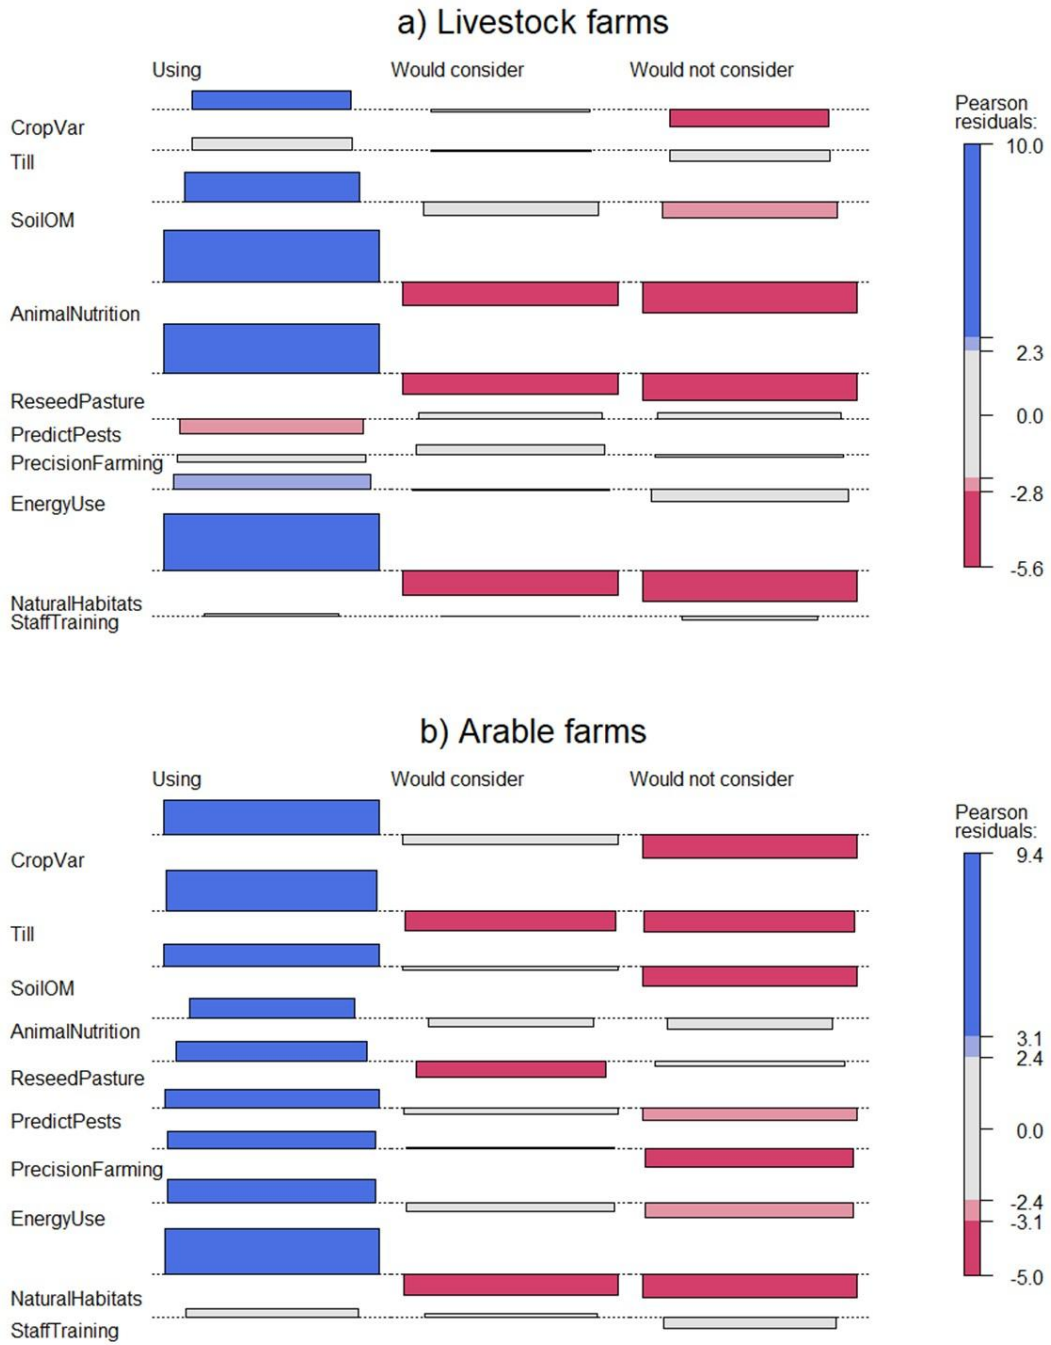 a) Livestock farms
Using Would consider Would not consider
Pearson
residuals:
CropVar
Till
SoilOM
AnimalNutrition
ReseedPasture
PredictPests
PrecisionFarming
EnergyUse
NaturalHabitats
StaffTraining
10.0
2.3
0.0
-2.8
-5.6
b) Arable farms
Using Would consider Would not consider
Pearson
residuals:
CropVar
Till
SoilOM
AnimalNutrition
ReseedPasture
PredictPests
PrecisionFarming
EnergyUse
NaturalHabitats
StaffTraining
9.4
3.1
2.4
0.0
-2.4
-3.1
-5.0